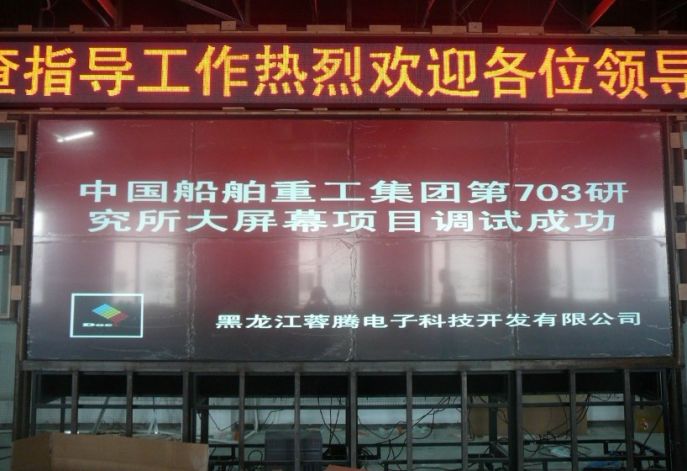 查指导工作热烈欢迎各位领导
中国船舶重工集团第703研
究所大屏幕项目调试成功
黑龙江蓉腾电子科技开发有限公司